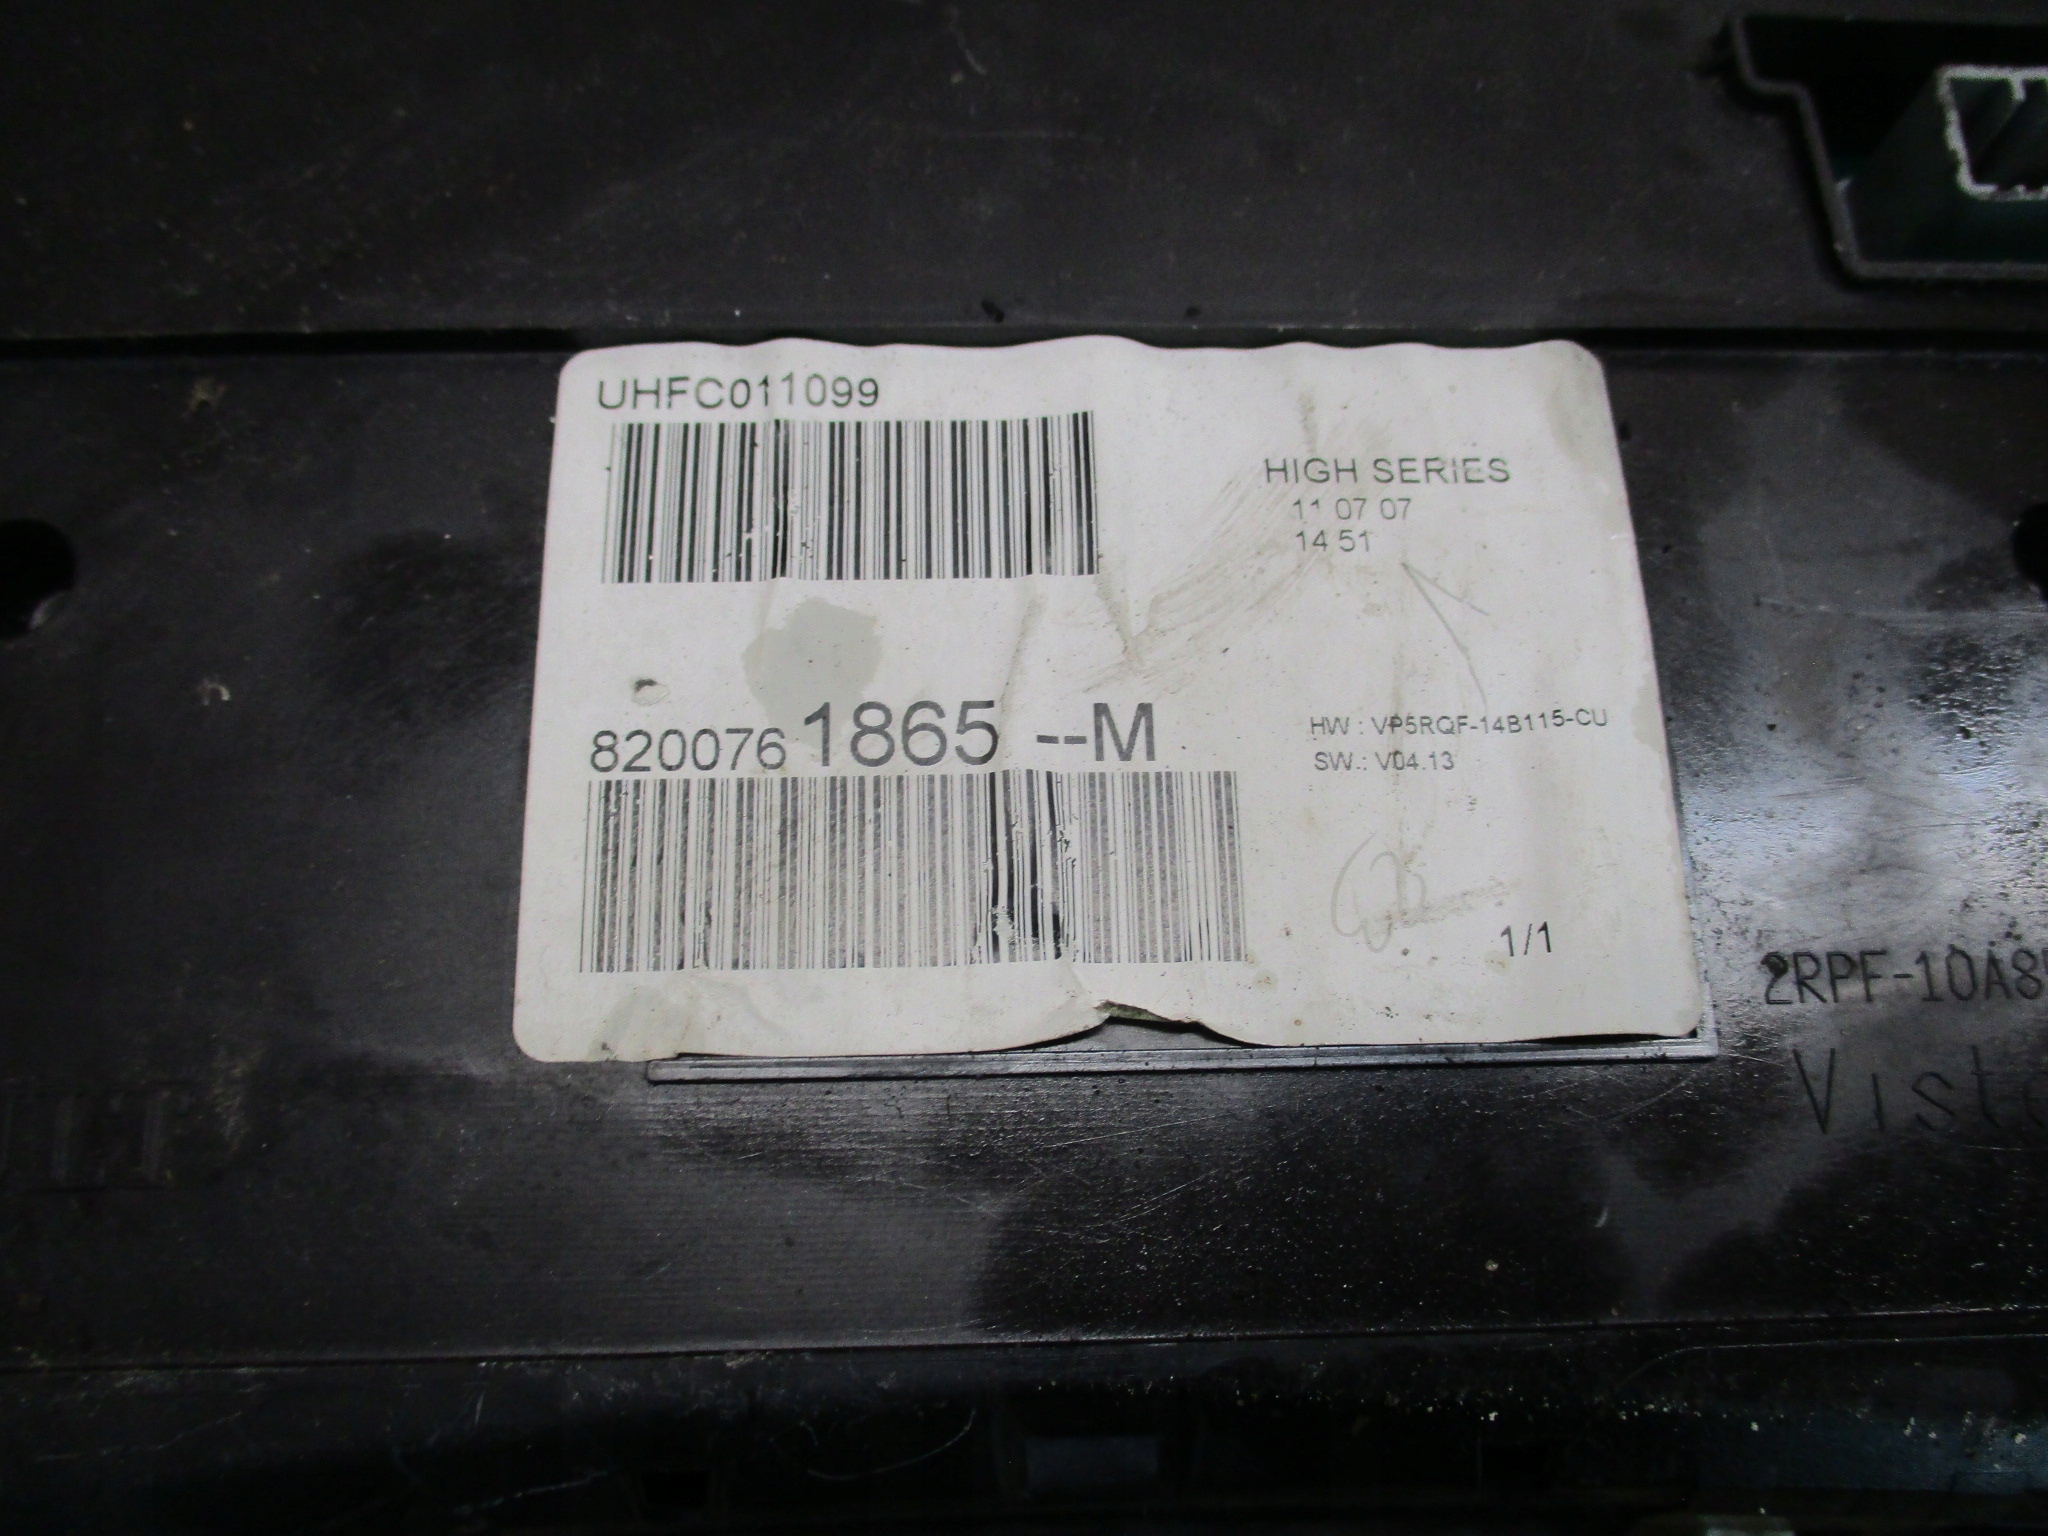 UHFC011099
HIGH SERIES
11 07 07
14 51
8200761865 --M
HW : VP5RQF-14B115-CU
SW.: V04.13
1/1
2RPF-10A8
Viste